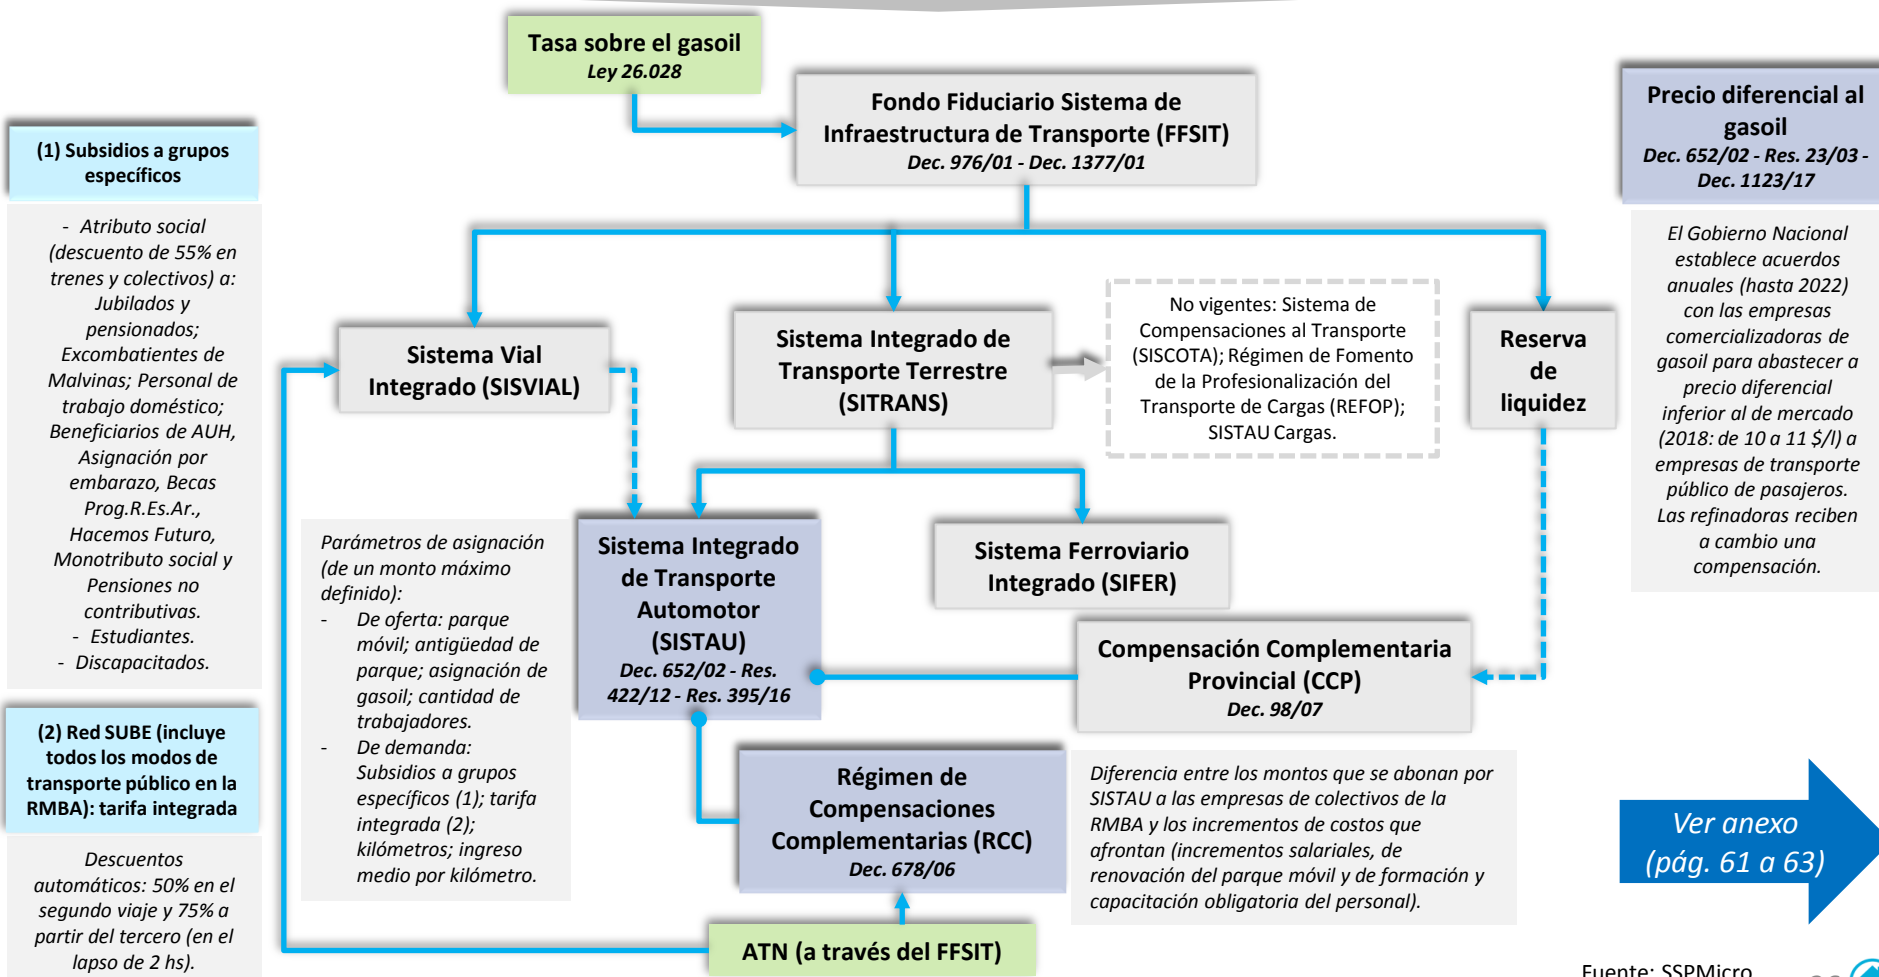 Tasa sobre el gasoil
Ley 26.028
Fondo Fiduciario Sistema de
Infraestructura de Transporte (FFSIT)
Dec. 976/01 - Dec. 1377/01
Precio diferencial al
gasoil
Dec. 652/02 - Res. 23/03 -
Dec. 1123/17
El Gobierno Nacional
establece acuerdos
anuales (hasta 2022)
con las empresas
comercializadoras de
gasoil para abastecer a
precio diferencial
inferior al de mercado
(2018: de 10 a 11 $/l) a
empresas de transporte
público de pasajeros.
Las refinadoras reciben
a cambio una
compensación.
(1) Subsidios a grupos
específicos
- Atributo social
(descuento de 55% en
trenes y colectivos) a:
Jubilados y
pensionados;
Excombatientes de
Malvinas; Personal de
trabajo doméstico;
Beneficiarios de AUH,
Asignación por
embarazo, Becas
Prog.R.Es.Ar.,
Hacemos Futuro,
Monotributo social y
Pensiones no
contributivas.
- Estudiantes.
- Discapacitados.
Sistema Vial
Integrado (SISVIAL)
Sistema Integrado de
Transporte Terrestre
(SITRANS)
No vigentes: Sistema de
Compensaciones al Transporte
(SISCOTA); Régimen de Fomento
de la Profesionalización del
Transporte de Cargas (REFOP);
SISTAU Cargas.
Reserva
de
liquidez
Parámetros de asignación
(de un monto máximo
definido):
- De oferta: parque
móvil; antigüedad de
parque; asignación de
gasoil; cantidad de
trabajadores.
- De demanda:
Subsidios a grupos
específicos (1); tarifa
integrada (2);
kilómetros; ingreso
medio por kilómetro.
Sistema Integrado
de Transporte
Automotor
(SISTAU)
Dec. 652/02 - Res.
422/12 - Res. 395/16
Sistema Ferroviario
Integrado (SIFER)
Compensación Complementaria
Provincial (CCP)
Dec. 98/07
(2) Red SUBE (incluye
todos los modos de
transporte público en la
RMBA): tarifa integrada
Descuentos
automáticos: 50% en el
segundo viaje y 75% a
partir del tercero (en el
lapso de 2 hs).
Régimen de
Compensaciones
Complementarias (RCC)
Dec. 678/06
Diferencia entre los montos que se abonan por
SISTAU a las empresas de colectivos de la
RMBA y los incrementos de costos que
afrontan (incrementos salariales, de
renovación del parque móvil y de formación y
capacitación obligatoria del personal).
Ver anexo
(pág. 61 a 63)
ATN (a través del FFSIT)
Fuente: SSPMicro